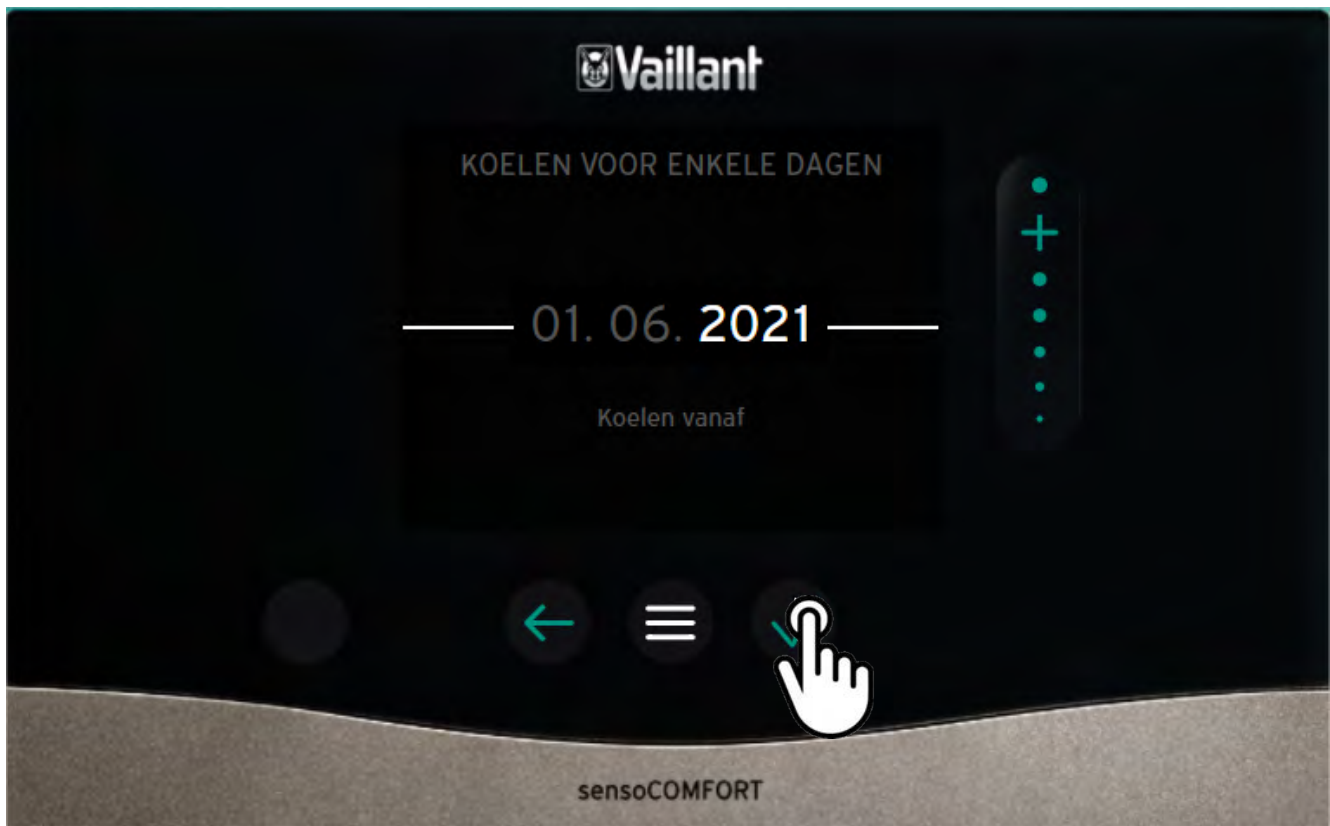 Vaillant
KOELEN VOOR ENKELE DAGEN
01. 06. 2021
Koelen vanaf
sensoCOMFORT